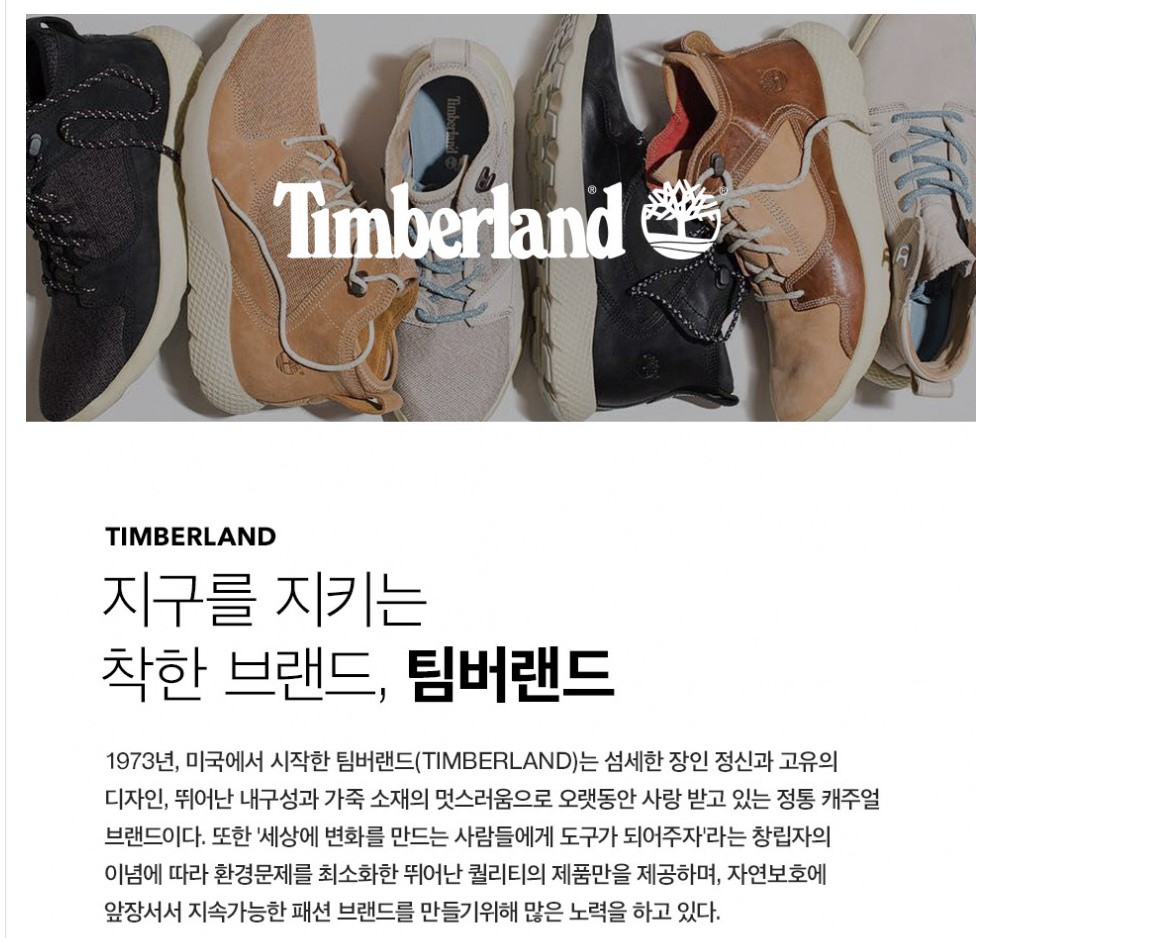 Timberland
TIMBERLAND
지구를 지키는
착한 브랜드, 팀버랜드
1973년, 미국에서 시작한 팀버랜드(TIMBERLAND)는 섬세한 장인 정신과 고유의
디자인, 뛰어난 내구성과 가죽 소재의 멋스러움으로 오랫동안 사랑 받고 있는 정통 캐주얼
브랜드이다. 또한 '세상에 변화를 만드는 사람들에게 도구가 되어주자'라는 창립자의
이념에 따라 환경문제를 최소화한 뛰어난 퀄리티의 제품만을 제공하며, 자연보호에
앞장서서 지속가능한 패션 브랜드를 만들기위해 많은 노력을 하고 있다.